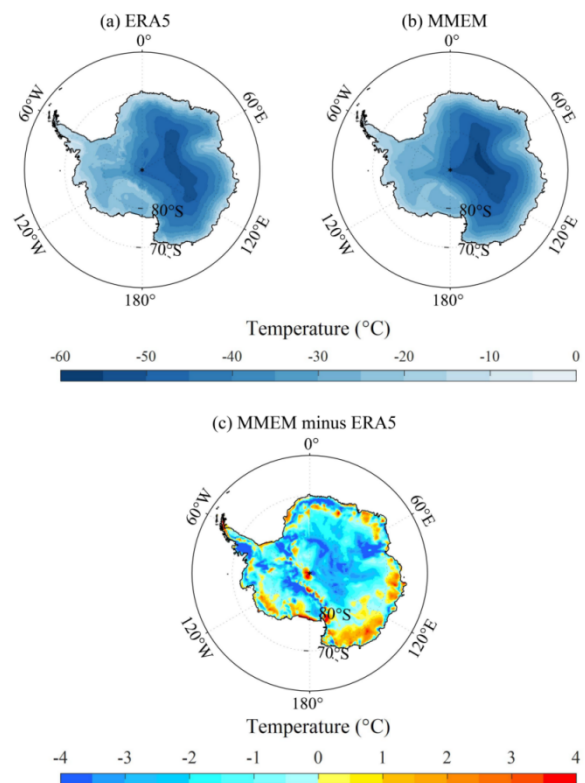 (a) ERA5
(b) MMEM
0°
0°
60°W
60°E
60°W
60°E
80°S
80°S
70°S
70°S
120°W
120°E
120°W
120°E
180°
180°
Temperature (°C)
-60 -50 -40 -30 -20 -10 0
(c) MMEM minus ERA5
0°
60°W
60°E
80°S
70°S
120°W
120°E
180°
Temperature (°C)
-4 -3 -2 -1 0 1 2 3 4